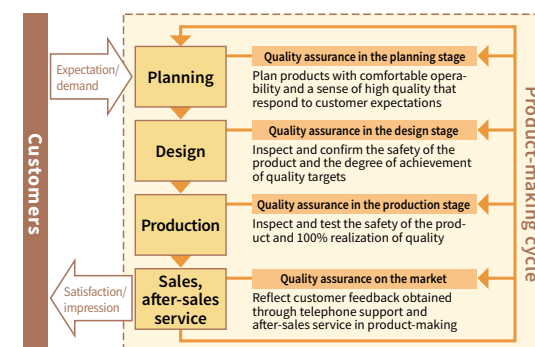 Customers
Expectation/
demand
Planning
Quality assurance in the planning stage
Plan products with comfortable opera-
bility and a sense of high quality that
respond to customer expectations
Design
Quality assurance in the design stage
Inspect and confirm the safety of the
product and the degree of achievement
of quality targets
Production
Quality assurance in the production stage
Inspect and test the safety of the prod-
uct and 100% realization of quality
Satisfaction/
impression
Sales,
after-sales
service
Quality assurance on the market
Reflect customer feedback obtained
through telephone support and
after-sales service in product-making
Product-making cycle